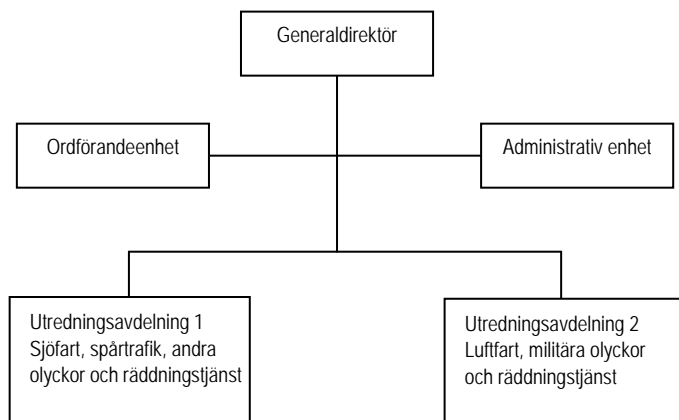 Generaldirektör
Ordförandeenhet
Administrativ enhet
Utredningsavdelning 1
Sjöfart, spårtrafik, andra
olyckor och räddningstjänst
Utredningsavdelning 2
Luftfart, militära olyckor
och räddningstjänst